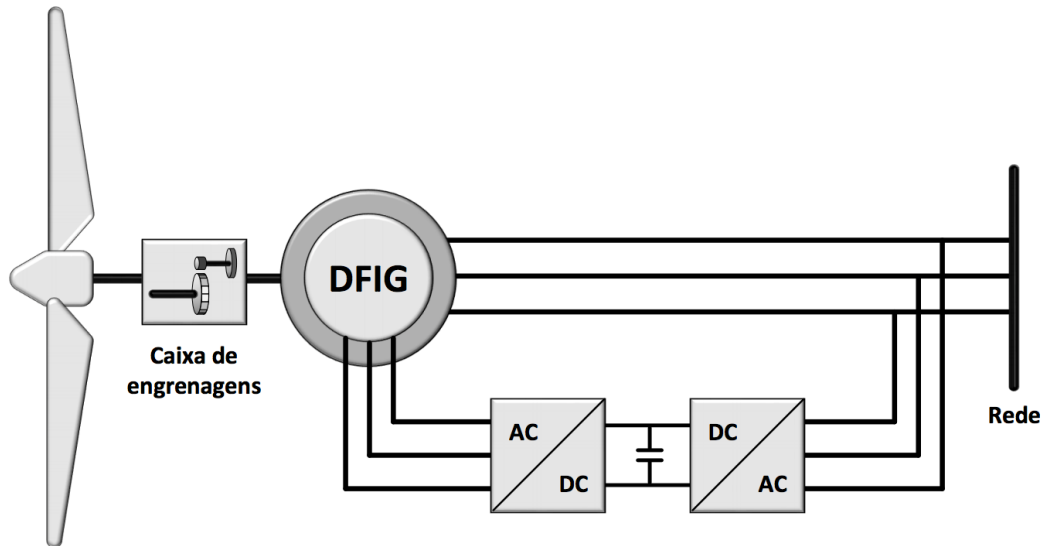 DFIG
Caixa de
engrenagens
Rede
AC
DC
DC
AC